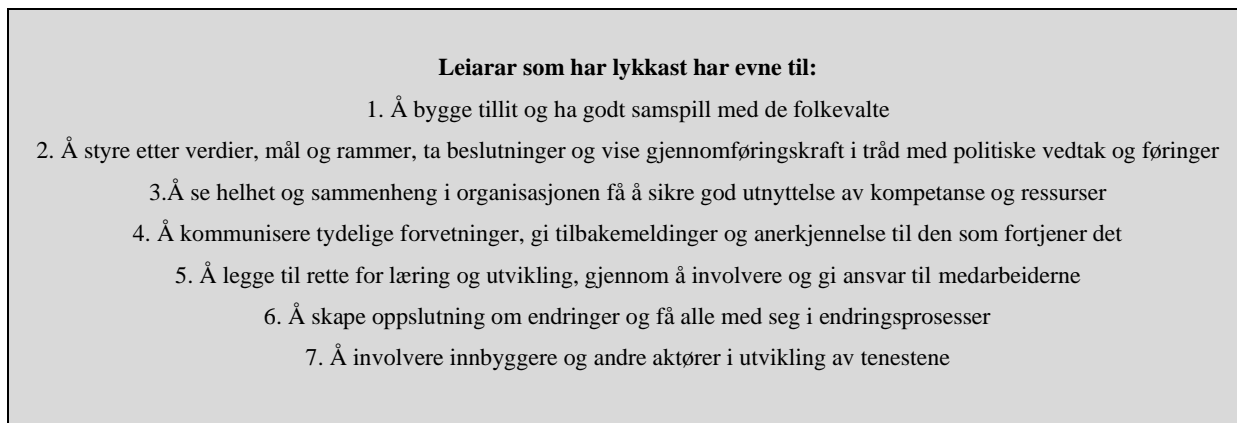 Leiarar som har lykkast har evne til:
1. Å bygge tillit og ha godt samspill med de folkevalte
2. Å styre etter verdier, mål og rammer, ta beslutninger og vise gjennomføringskraft i tråd med politiske vedtak og føringer
3.Å se helhet og sammenheng i organisasjonen få å sikre god utnyttelse av kompetanse og ressurser
4. Å kommunisere tydelige forvetninger, gi tilbakemeldinger og anerkjennelse til den som fortjener det
5. Å legge til rette for læring og utvikling, gjennom å involvere og gi ansvar til medarbeiderne
6. Å skape oppslutning om endringer og få alle med seg i endringsprosesser
7. Å involvere innbyggere og andre aktører i utvikling av tenestene